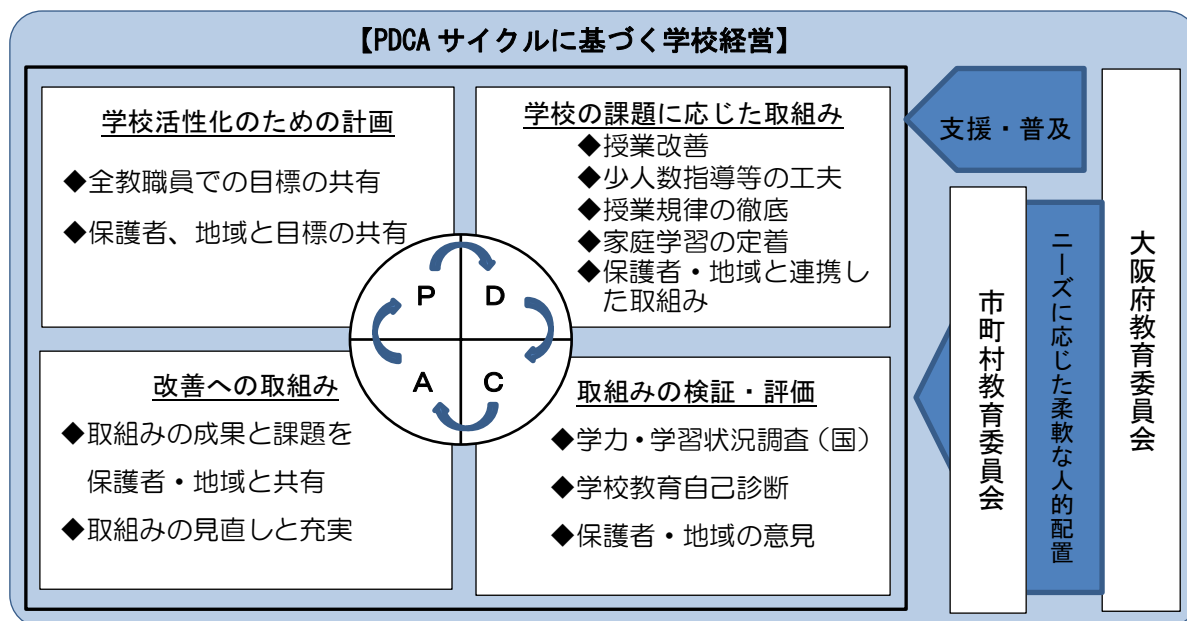 【PDCA サイクルに基づく学校経営】
学校活性化のための計画
◆全教職員での目標の共有
◆保護者、地域と目標の共有
学校の課題に応じた取組み
◆授業改善
◆少人数指導等の工夫
◆授業規律の徹底
◆家庭学習の定着
◆保護者・地域と連携し
た取組み
P
D
A
C
改善への取組み
◆取組みの成果と課題を
保護者・地域と共有
◆取組みの見直しと充実
取組みの検証・評価
◆学力・学習状況調査（国）
◆学校教育自己診断
◆保護者・地域の意見
支援・普及
市町村教育委員会
ニーズに応じた柔軟な人的配置
大阪府教育委員会